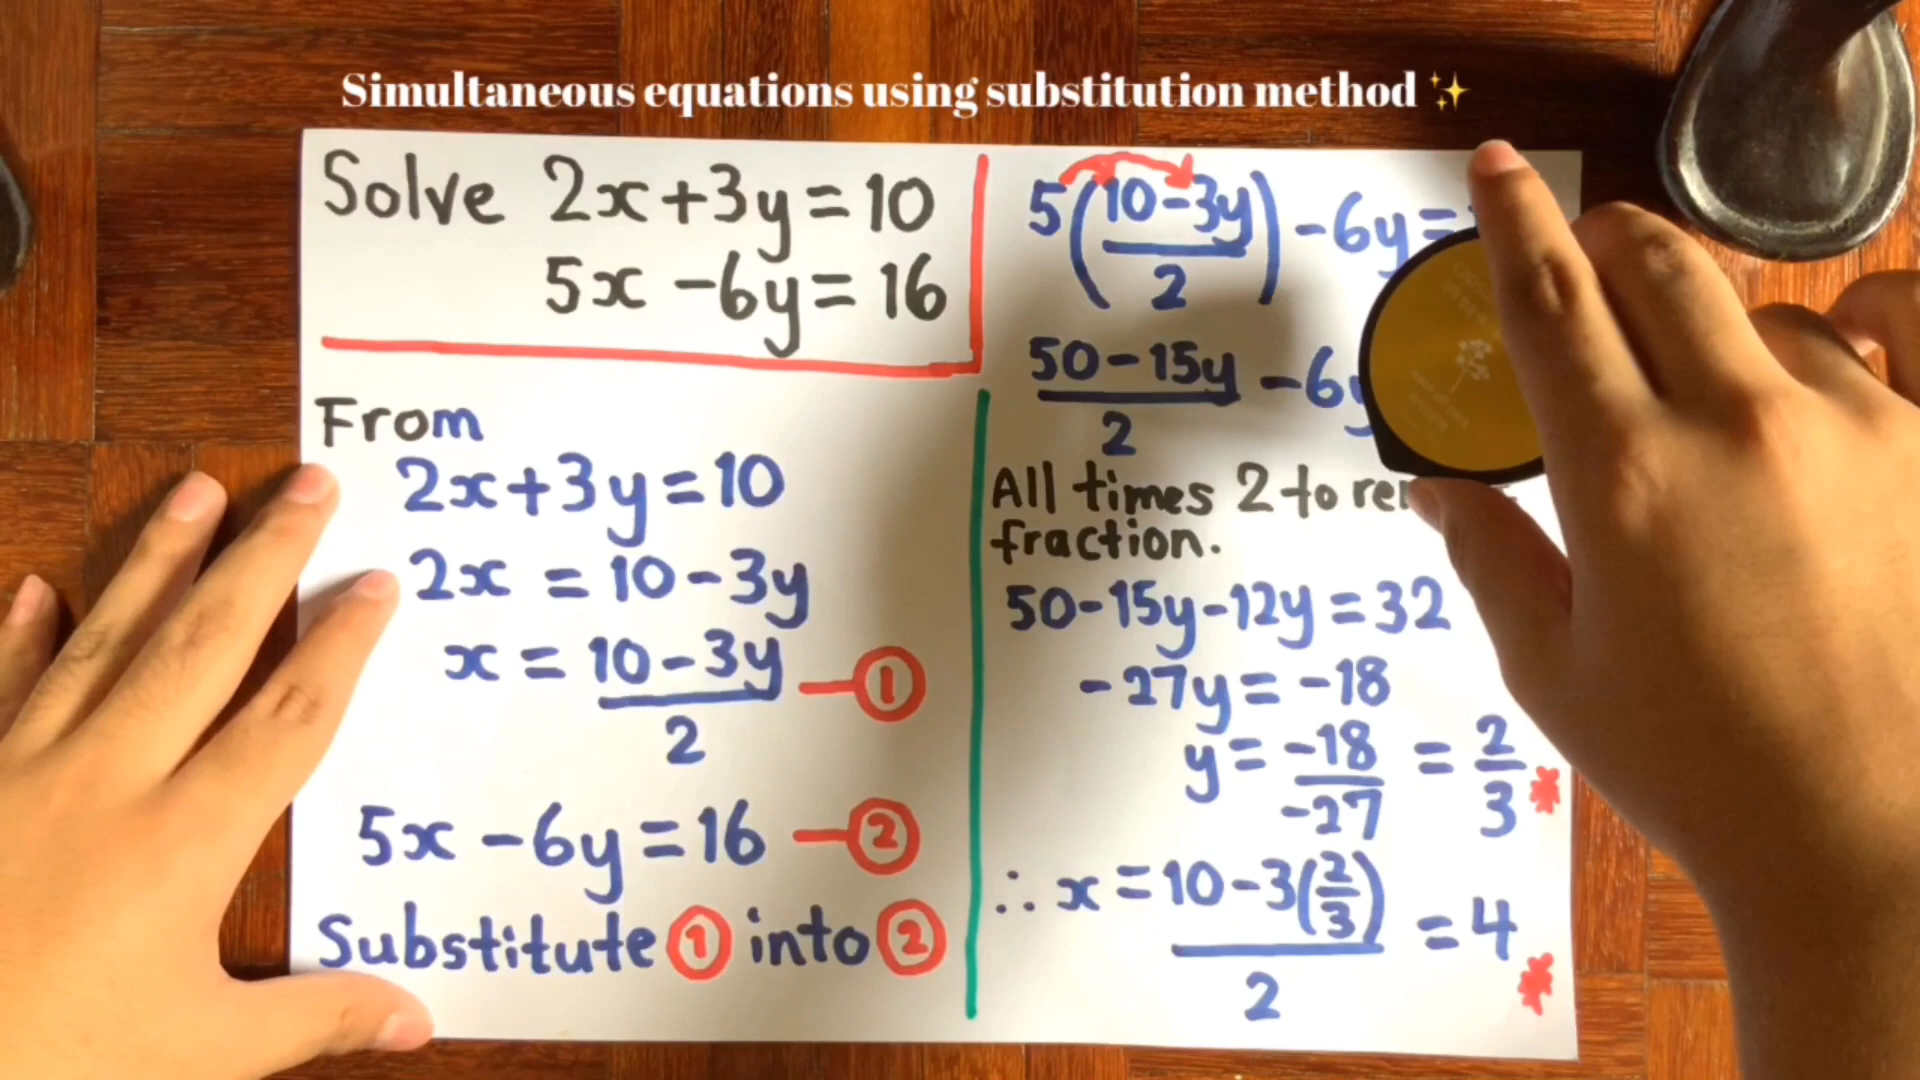 Simultaneous equations using substitution method ✨
Solve 2x+3y=10
5x-6y=16
From
2x+3y=10
2x = 10-3y
x = 10-3y —①
2
5x-6y=16 —②
Substitute ① into ②
5(10-3y)-6y=
2
50-15y -6y
2
All times 2 to
fraction.
50-15y-12y=32
-27y=-18
y= -18 = 2 *
-27 3
∴ x = 10-3(2/3) = 4 *
2